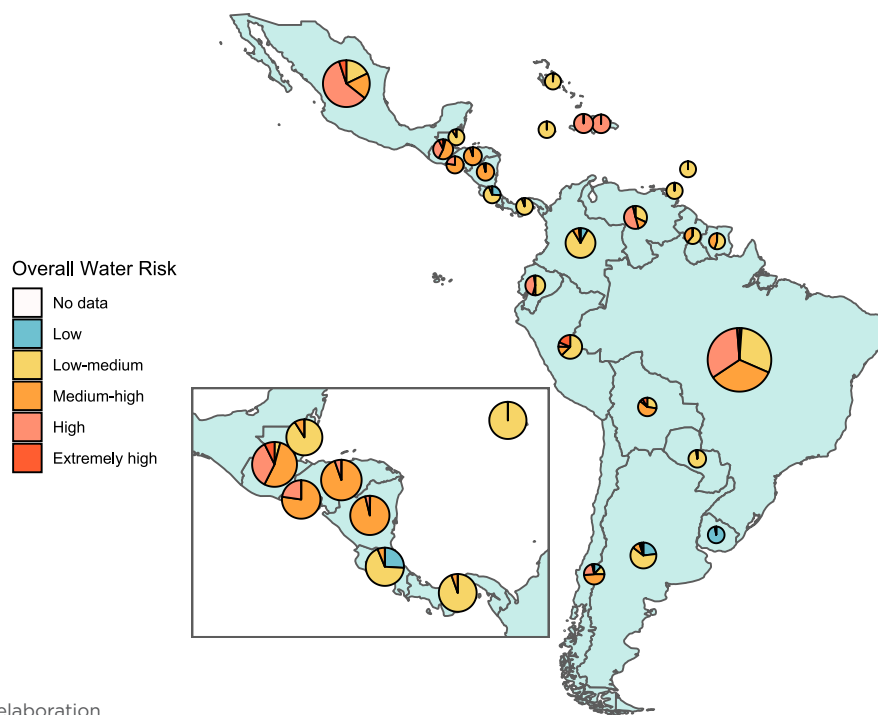 Overall Water Risk
No data
Low
Low-medium
Medium-high
High
Extremely high
elaboration